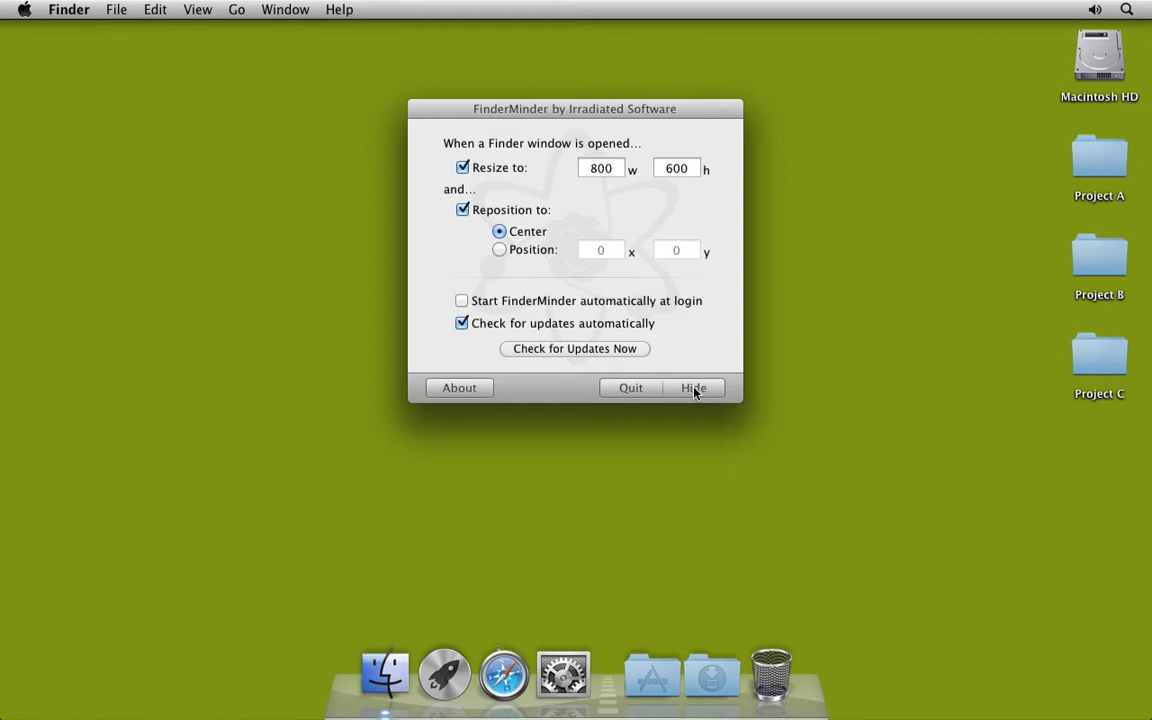 Finder File Edit View Go Window Help
Macintosh HD
FinderMinder by Irradiated Software
When a Finder window is opened...
Resize to: 800 w 600 h
and...
Reposition to:
Center
Position: 0 x 0 y
Start FinderMinder automatically at login
Check for updates automatically
Check for Updates Now
About Quit Hide
Project A
Project B
Project C